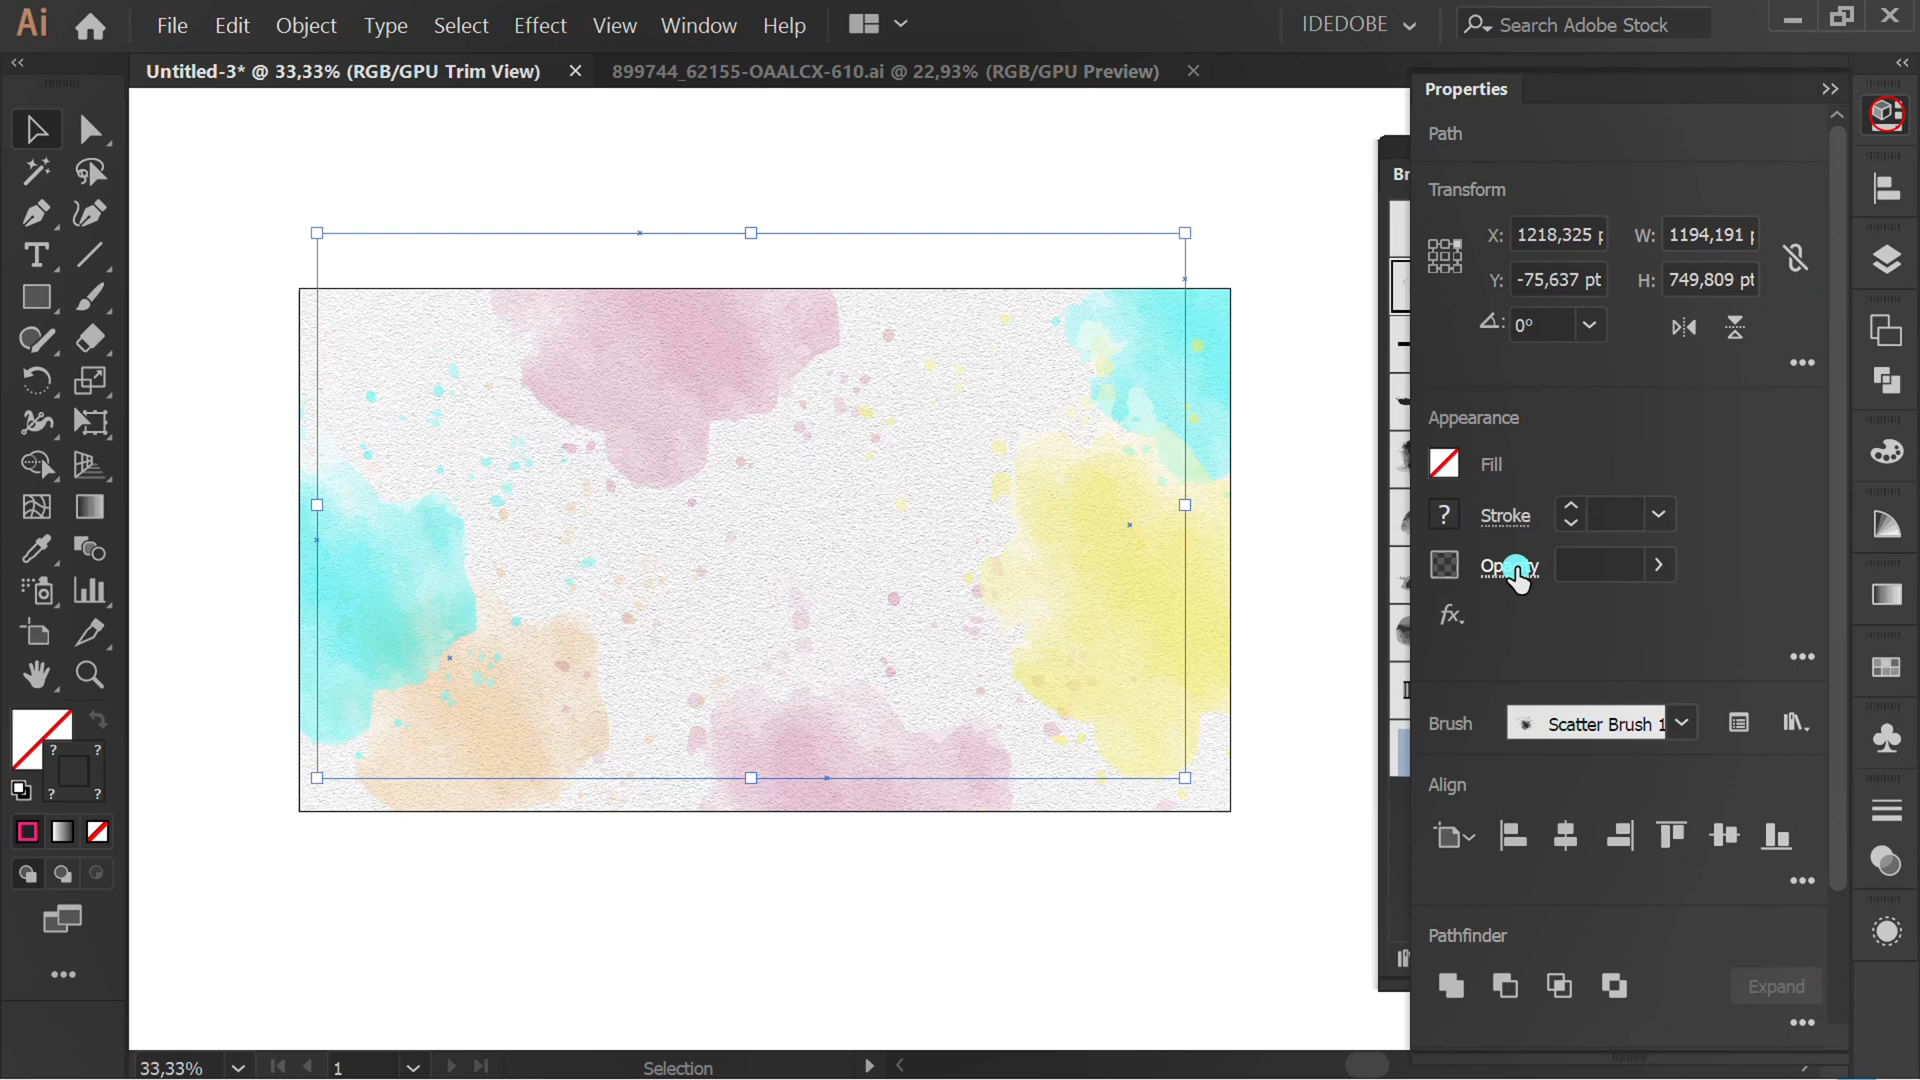 Ai File Edit Object Type Select Effect View Window Help IDEDOBE Search Adobe Stock
Untitled-3* @ 33,33% (RGB/GPU Trim View) 899744_62155-OAALCX-610.ai @ 22,93% (RGB/GPU Preview)
Properties
Path
Br
Transform
X: 1218,325 p W: 1194,191 p
Y: -75,637 pt H: 749,809 pt
0°
Appearance
Fill
? Stroke
Opacity
fx.
Brush Scatter Brush 1
Align
Pathfinder
Expand
T
? ?
? ?
33,33% 1 Selection